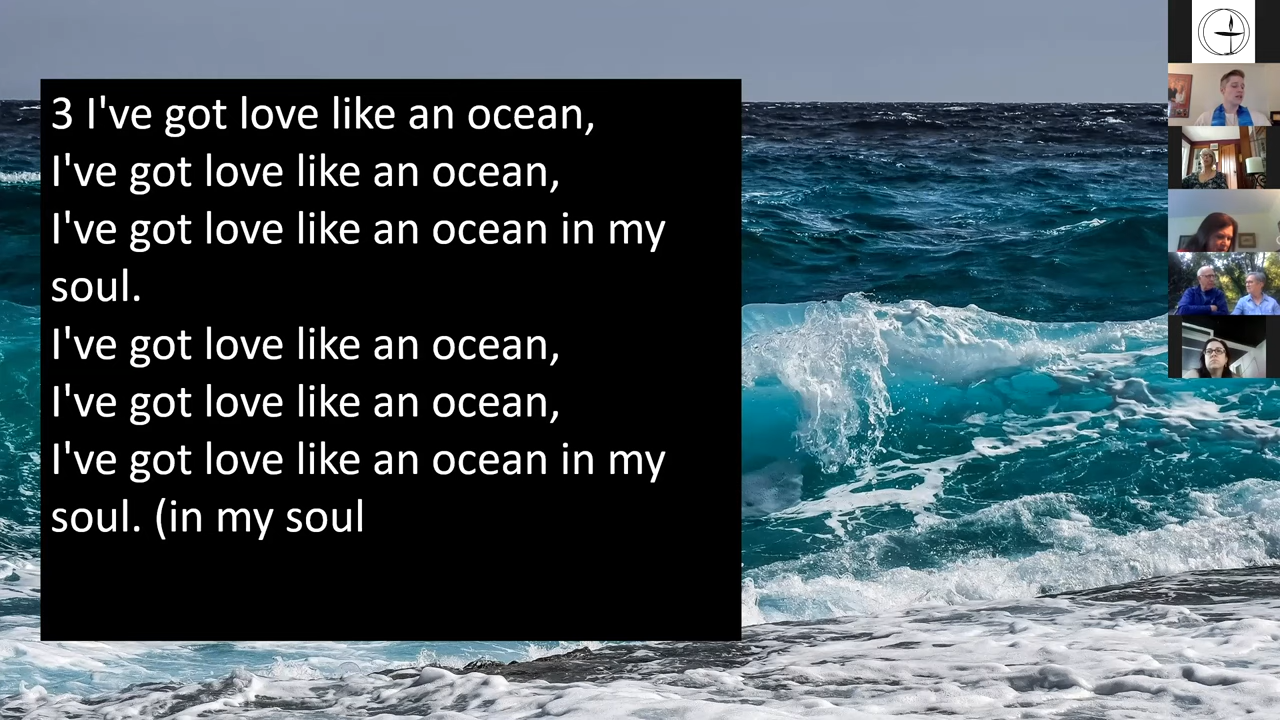 3 I've got love like an ocean,
I've got love like an ocean,
I've got love like an ocean in my
soul.
I've got love like an ocean,
I've got love like an ocean,
I've got love like an ocean in my
soul. (in my soul